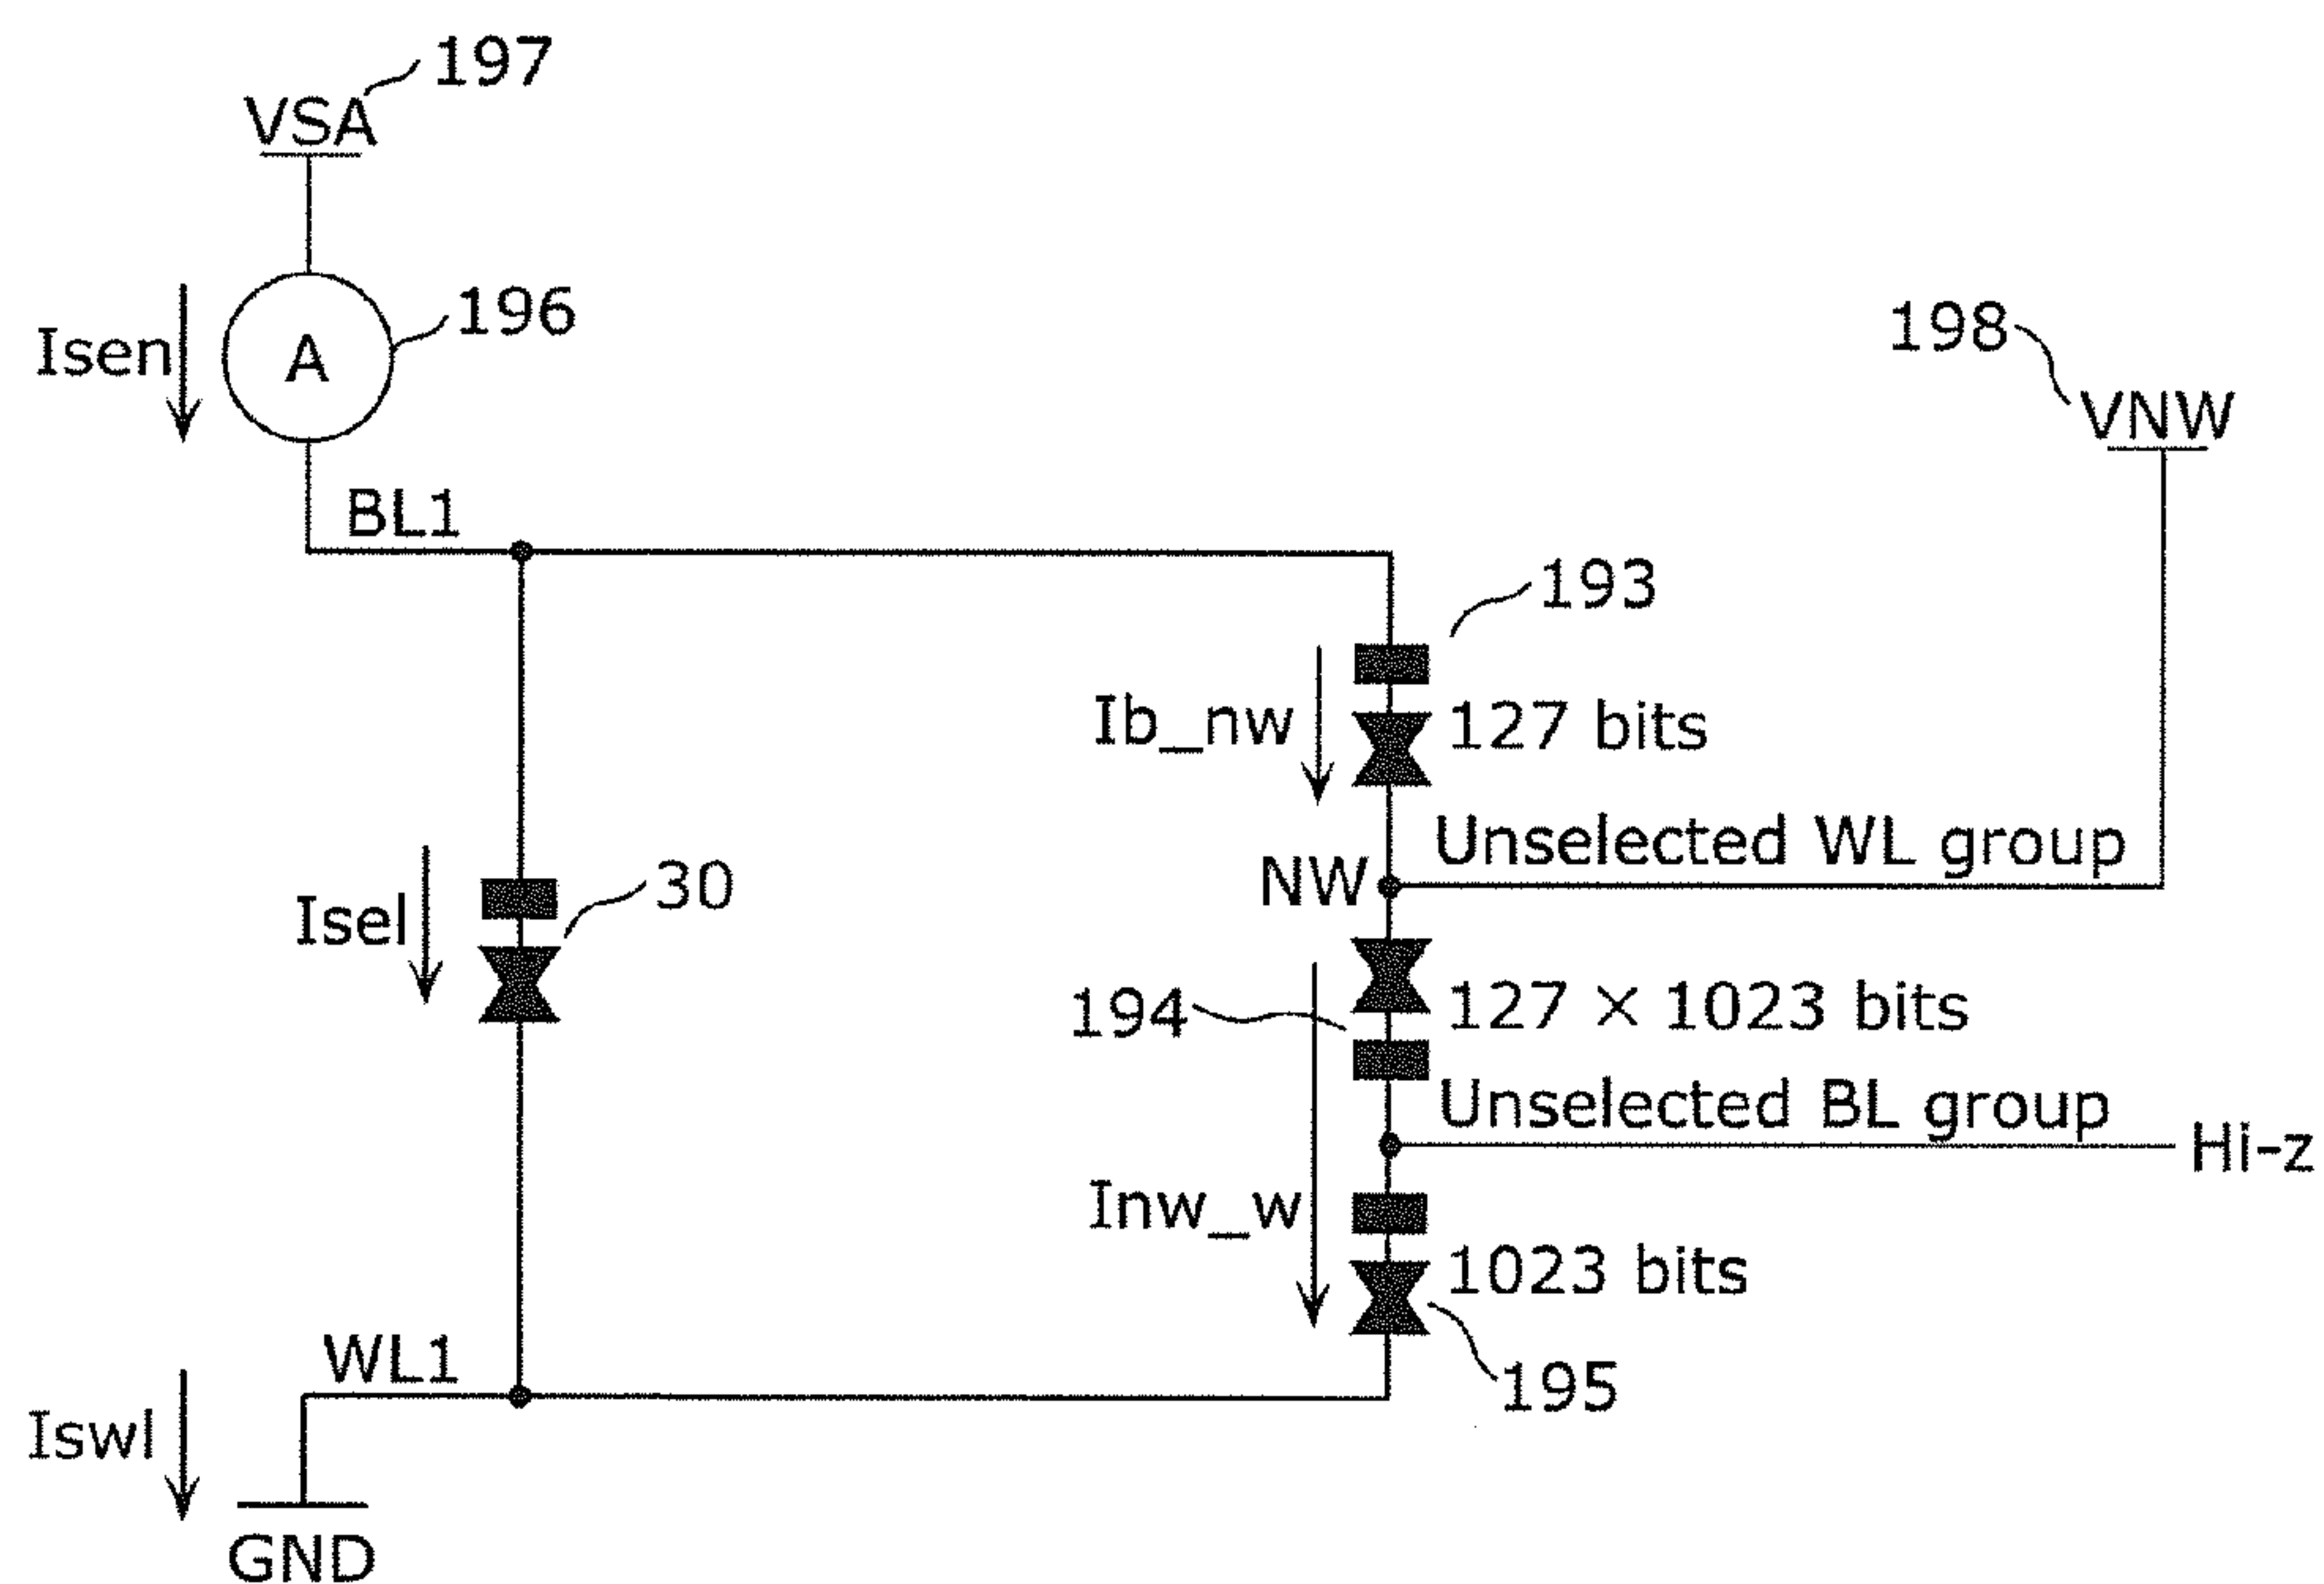 197
VSA
196
Isen
A
198
VNW
BL1
193
Ib_nw
127 bits
Unselected WL group
NW
30
Isel
194
127 × 1023 bits
Unselected BL group
Hi-z
Inw_w
1023 bits
WL1
195
Iswl
GND